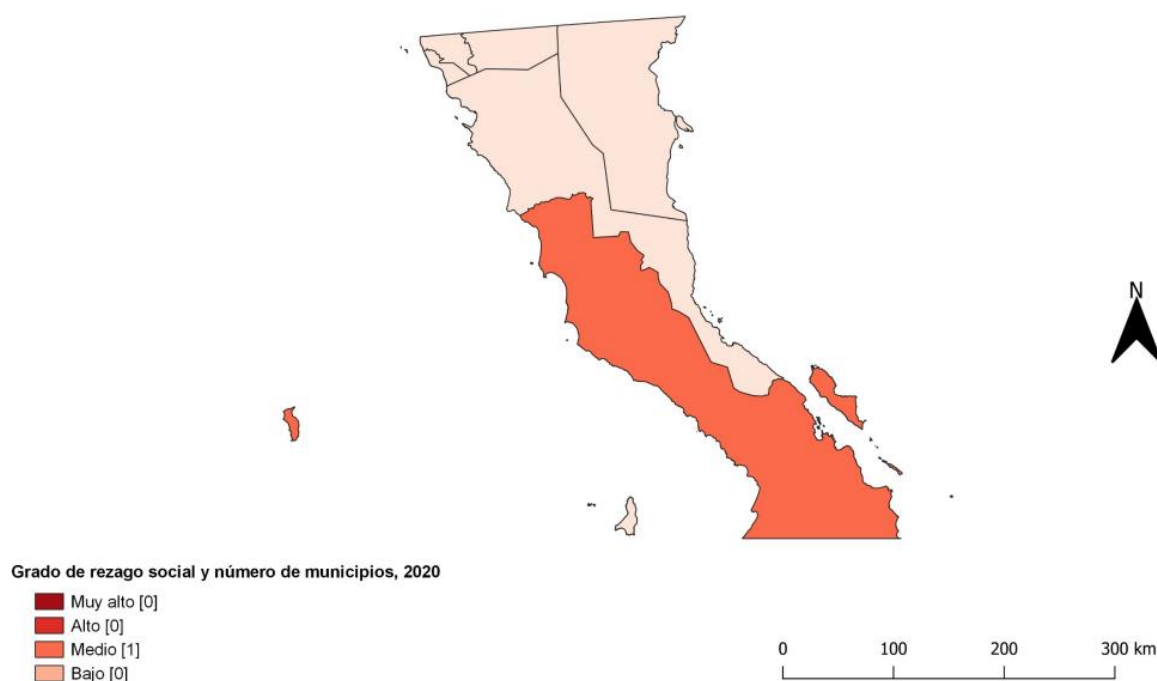 N
Grado de rezago social y número de municipios, 2020
Muy alto [0]
Alto [0]
Medio [1]
Bajo [0]
0 100 200 300 km